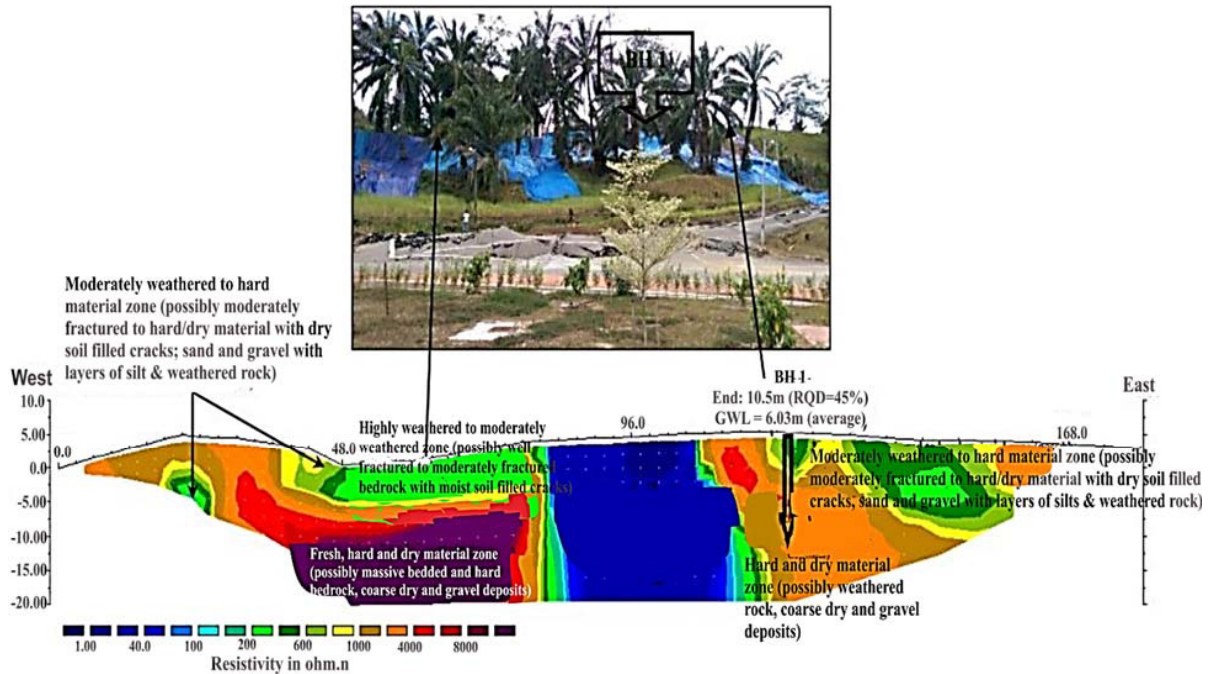 BH 1
Moderately weathered to hard
material zone (possibly moderately
fractured to hard/dry material with dry
soil filled cracks; sand and gravel with
layers of silt & weathered rock)
West
East
BH 1-
End: 10.5m (RQD=45%)
GWL = 6.03m (average)
10.0
5.00
0.0
-5.00
-10.00
-15.00
-20.00
0.0
48.0
96.0
168.0
Highly weathered to moderately
weathered zone (possibly well
fractured to moderately fractured
bedrock with moist soil filled cracks)
Moderately weathered to hard material zone (possibly
moderately fractured to hard/dry material with dry soil filled
cracks, sand and gravel with layers of silts & weathered rock)
Fresh, hard and dry material zone
(possibly massive bedded and hard
bedrock, coarse dry and gravel deposits)
Hard and dry material
zone (possibly weathered
rock, coarse dry and gravel
deposits)
1.00 40.0 100 200 600 1000 4000 8000
Resistivity in ohm.n